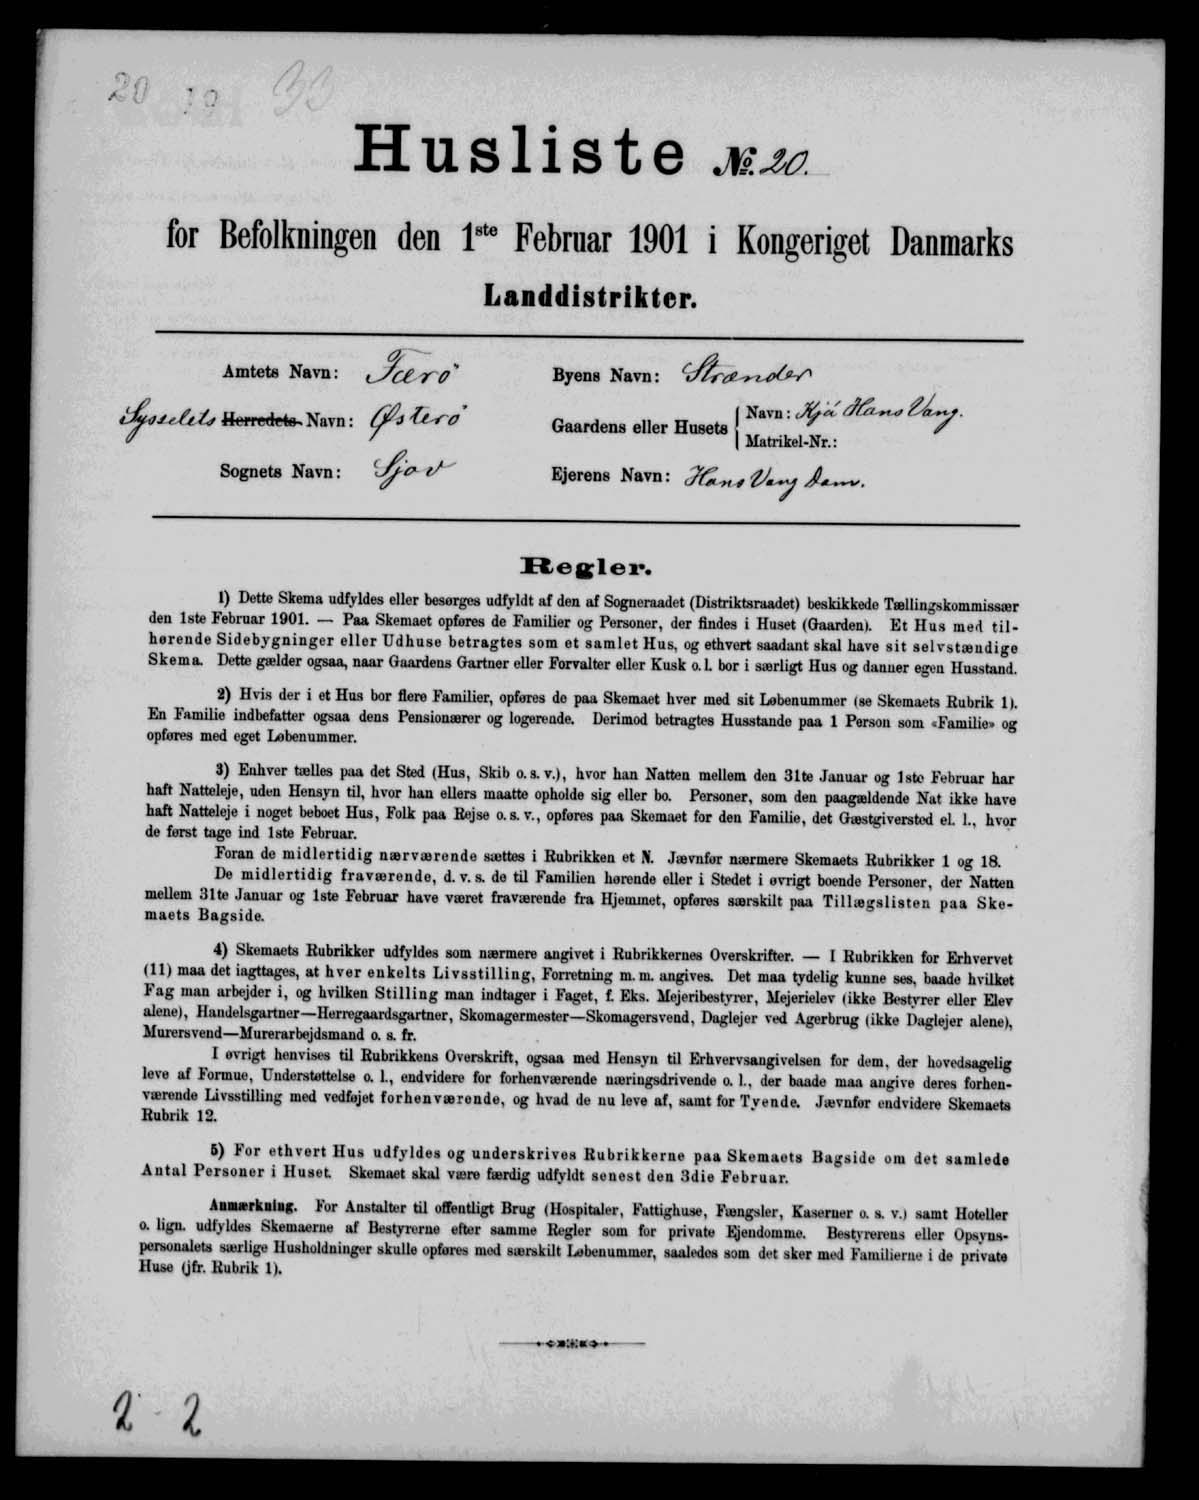 20 19 33
Husliste No. 20.
for Befolkningen den 1ste Februar 1901 i Kongeriget Danmarks
Landdistrikter.
Amtets Navn: Færö
Byens Navn: Strænder
Sysselets Herredets Navn: Østerö
Gaardens eller Husets Navn: Kjá Hans Vang.
Matrikel-Nr.:
Sognets Navn: Sjov
Ejerens Navn: Hans Vang Dam.
Regler.
1) Dette Skema udfyldes eller besørges udfyldt af den af Sogneraadet (Distriktsraadet) beskikkede Tællingskommissær
den 1ste Februar 1901. — Paa Skemaet opføres de Familier og Personer, der findes i Huset (Gaarden). Et Hus med til-
hørende Sidebygninger eller Udhuse betragtes som et samlet Hus, og ethvert saadant skal have sit selvstændige
Skema. Dette gælder ogsaa, naar Gaardens Gartner eller Forvalter eller Kusk o. l. bor i særligt Hus og danner egen Husstand.
2) Hvis der i et Hus bor flere Familier, opføres de paa Skemaet hver med sit Løbenummer (se Skemaets Rubrik 1).
En Familie indbefatter ogsaa dens Pensionærer og logerende. Derimod betragtes Husstande paa 1 Person som «Familie» og
opføres med eget Løbenummer.
3) Enhver tælles paa det Sted (Hus, Skib o. s. v.), hvor han Natten mellem den 31te Januar og 1ste Februar har
haft Natteleje, uden Hensyn til, hvor han ellers maatte opholde sig eller bo. Personer, som den paagældende Nat ikke have
haft Natteleje i noget beboet Hus, Folk paa Rejse o. s. v., opføres paa Skemaet for den Familie, det Gæstgiversted el. l., hvor
de først tage ind 1ste Februar.
Foran de midlertidig nærværende sættes i Rubrikken et N. Jævnfør nærmere Skemaets Rubrikker 1 og 18.
De midlertidig fraværende, d. v. s. de til Familien hørende eller i Stedet i øvrigt boende Personer, der Natten
mellem 31te Januar og 1ste Februar have været fraværende fra Hjemmet, opføres særskilt paa Tillægslisten paa Ske-
maets Bagside.
4) Skemaets Rubrikker udfyldes som nærmere angivet i Rubrikkernes Overskrifter. — I Rubrikken for Erhvervet
(11) maa det iagttages, at hver enkelts Livsstilling, Forretning m. m. angives. Det maa tydelig kunne ses, baade hvilket
Fag man arbejder i, og hvilken Stilling man indtager i Faget, f. Eks. Mejeribestyrer, Mejerielev (ikke Bestyrer eller Elev
alene), Handelsgartner—Herregaardsgartner, Skomagermester—Skomagersvend, Daglejer ved Agerbrug (ikke Daglejer alene),
Murersvend—Murerarbejdsmand o. s. fr.
I øvrigt henvises til Rubrikkens Overskrift, ogsaa med Hensyn til Erhvervsangivelsen for dem, der hovedsagelig
leve af Formue, Understøttelse o. l., endvidere for forhenværende næringsdrivende o. l., der baade maa angive deres forhen-
værende Livsstilling med vedføjet forhenværende, og hvad de nu leve af, samt for Tyende. Jævnfør endvidere Skemaets
Rubrik 12.
5) For ethvert Hus udfyldes og underskrives Rubrikkerne paa Skemaets Bagside om det samlede
Antal Personer i Huset. Skemaet skal være færdig udfyldt senest den 3die Februar.
Anmærkning. For Anstalter til offentligt Brug (Hospitaler, Fattighuse, Fængsler, Kaserner o. s. v.) samt Hoteller
o. lign. udfyldes Skemaerne af Bestyrerne efter samme Regler som for private Ejendomme. Bestyrerens eller Opsyns-
personalets særlige Husholdninger skulle opføres med særskilt Løbenummer, saaledes som det sker med Familierne i de private
Huse (jfr. Rubrik 1).
2 - 2